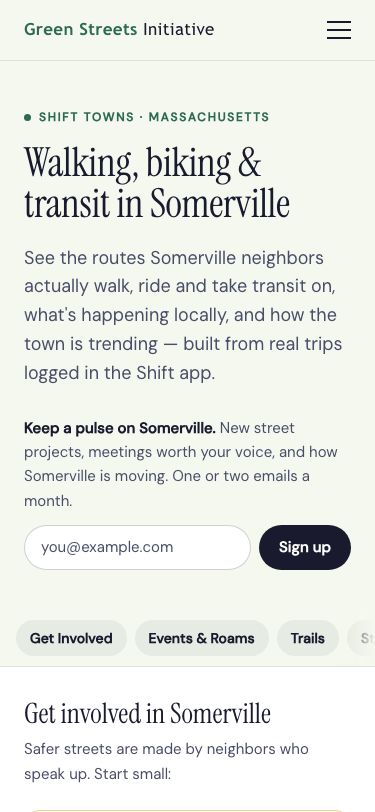 Green Streets Initiative
SHIFT TOWNS · MASSACHUSETTS
Walking, biking &
transit in Somerville
See the routes Somerville neighbors
actually walk, ride and take transit on,
what's happening locally, and how the
town is trending — built from real trips
logged in the Shift app.
Keep a pulse on Somerville. New street
projects, meetings worth your voice, and how
Somerville is moving. One or two emails a
month.
you@example.com Sign up
Get Involved Events & Roams Trails
Get involved in Somerville
Safer streets are made by neighbors who
speak up. Start small: